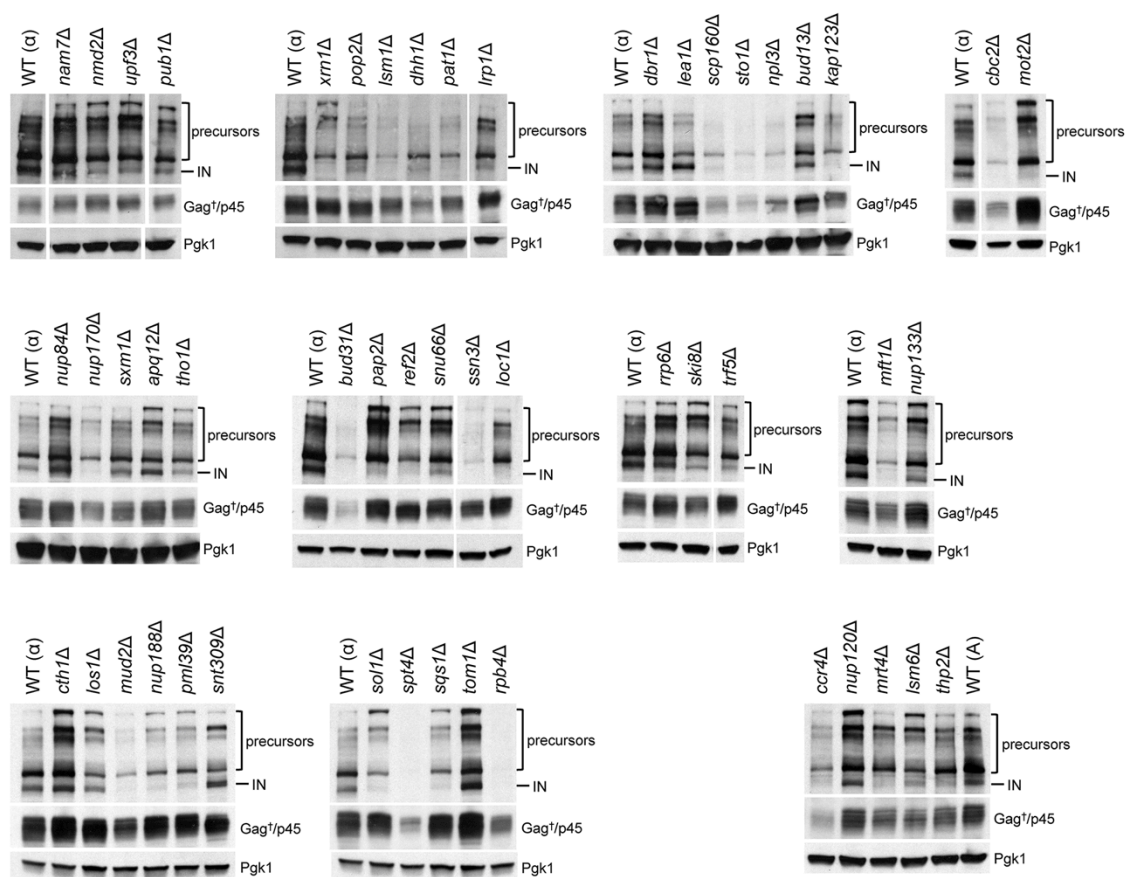 WT (α) nam7Δ nmd2Δ upf3Δ pub1Δ
precursors
IN
Gag†/p45
Pgk1
WT (α) xrn1Δ pop2Δ lsm1Δ dhh1Δ pat1Δ lrp1Δ
precursors
IN
Gag†/p45
Pgk1
WT (α) dbr1Δ lea1Δ scp160Δ sto1Δ npl3Δ bud13Δ kap123Δ
precursors
IN
Gag†/p45
Pgk1
WT (α) cbc2Δ mot2Δ
precursors
IN
Gag†/p45
Pgk1
WT (α) nup84Δ nup170Δ sxm1Δ apq12Δ tho1Δ
precursors
IN
Gag†/p45
Pgk1
WT (α) bud31Δ pap2Δ ref2Δ snu66Δ ssn3Δ loc1Δ
precursors
IN
Gag†/p45
Pgk1
WT (α) rrp6Δ ski8Δ trf5Δ
precursors
IN
Gag†/p45
Pgk1
WT (α) mft1Δ nup133Δ
precursors
IN
Gag†/p45
Pgk1
WT (α) cth1Δ los1Δ mud2Δ nup188Δ pml39Δ snt309Δ
precursors
IN
Gag†/p45
Pgk1
WT (α) sol1Δ spt4Δ sqs1Δ tom1Δ rpb4Δ
precursors
IN
Gag†/p45
Pgk1
ccr4Δ nup120Δ mrt4Δ lsm6Δ thp2Δ WT (A)
precursors
IN
Gag†/p45
Pgk1